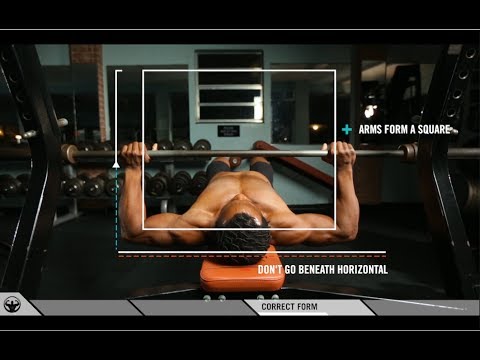 ARMS FORM A SQUARE
DON'T GO BENEATH HORIZONTAL
CORRECT FORM